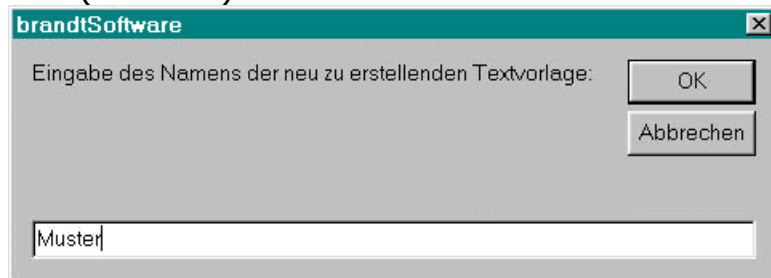 brandtSoftware
Eingabe des Namens der neu zu erstellenden Textvorlage:
OK
Abbrechen
Muster